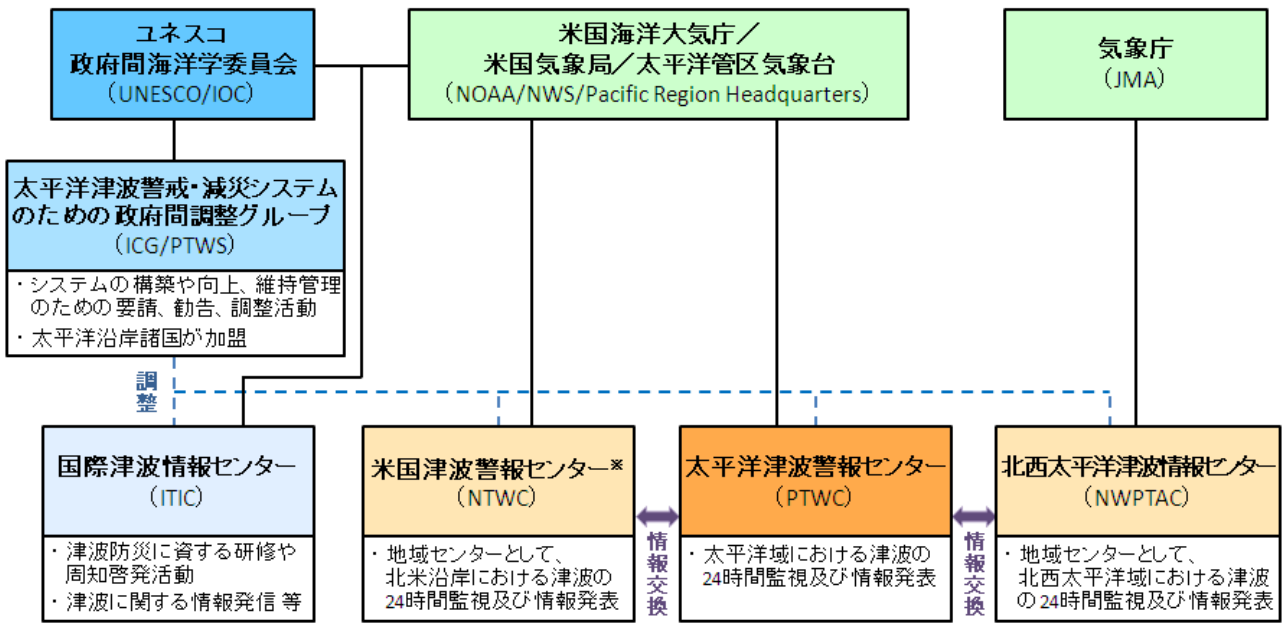 ユネスコ
政府間海洋学委員会
（UNESCO/IOC）
米国海洋大気庁／
米国気象局／太平洋管区気象台
（NOAA/NWS/Pacific Region Headquarters）
気象庁
（JMA）
太平洋津波警戒・減災システム
のための政府間調整グループ
（ICG/PTWS）
・システムの構築や向上、維持管理
のための要請、勧告、調整活動
・太平洋沿岸諸国が加盟
調整
国際津波情報センター
（ITIC）
・津波防災に資する研修や
周知啓発活動
・津波に関する情報発信 等
米国津波警報センター※
（NTWC）
・地域センターとして、
北米沿岸における津波の
24時間監視及び情報発表
情報交換
太平洋津波警報センター
（PTWC）
・太平洋域における津波の
24時間監視及び情報発表
情報交換
北西太平洋津波情報センター
（NWPTAC）
・地域センターとして、
北西太平洋域における津波
の24時間監視及び情報発表